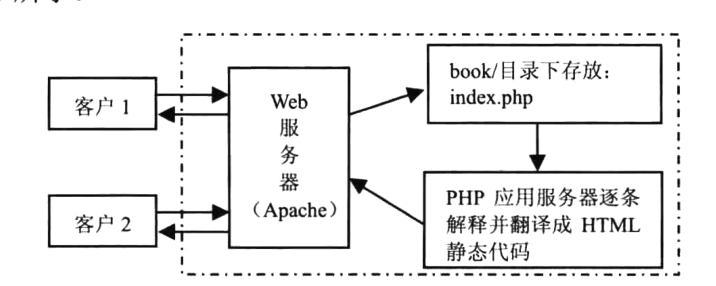 客户 1
客户 2
Web
服
务
器
（Apache）
book/目录下存放：
index.php
PHP 应用服务器逐条
解释并翻译成 HTML
静态代码